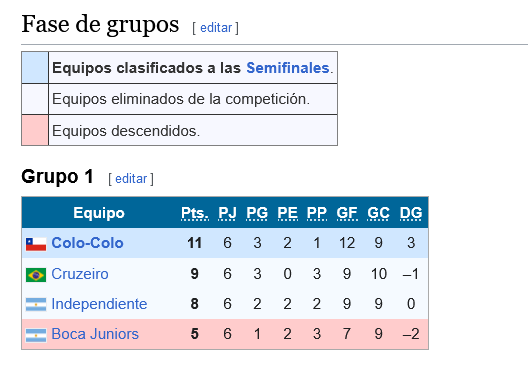 Fase de grupos [ editar ]
Equipos clasificados a las Semifinales.
Equipos eliminados de la competición.
Equipos descendidos.
Grupo 1 [ editar ]
Equipo Pts. PJ PG PE PP GF GC DG
Colo-Colo 11 6 3 2 1 12 9 3
Cruzeiro 9 6 3 0 3 9 10 –1
Independiente 8 6 2 2 2 9 9 0
Boca Juniors 5 6 1 2 3 7 9 –2